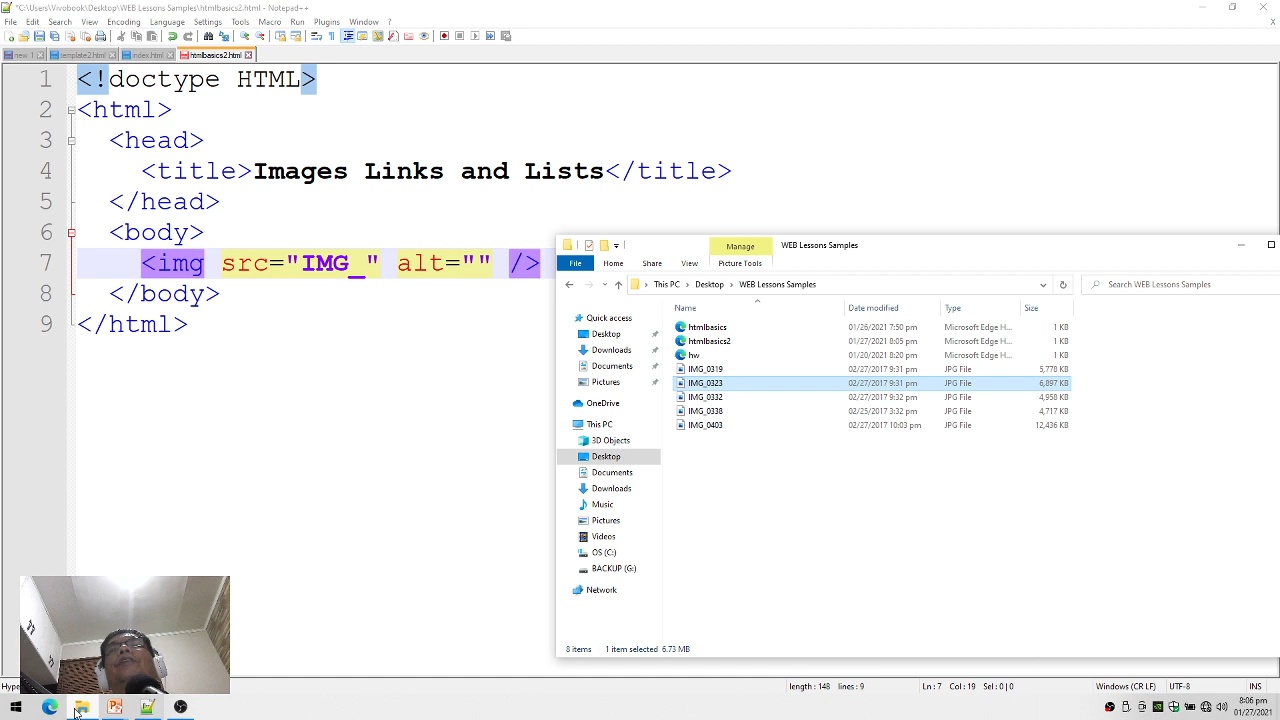 *C:\Users\Vivobook\Desktop\WEB Lessons Samples\htmlbasics2.html - Notepad++
File Edit Search View Encoding Language Settings Tools Macro Run Plugins Window ?
X
new 1 template2.html index.html htmlbasics2.html
1 <!doctype HTML>
2 <html>
3 <head>
4 <title>Images Links and Lists</title>
5 </head>
6 <body>
7 <img src="IMG_" alt="" />
8 </body>
9 </html>
Manage WEB Lessons Samples
File Home Share View Picture Tools
This PC > Desktop > WEB Lessons Samples
Search WEB Lessons Samples
Name Date modified Type Size
Quick access
Desktop
Downloads
Documents
Pictures
OneDrive
This PC
3D Objects
Desktop
Documents
Downloads
Music
Pictures
Videos
OS (C:)
BACKUP (G:)
Network
htmlbasics 01/26/2021 7:50 pm Microsoft Edge H... 1 KB
htmlbasics2 01/27/2021 8:05 pm Microsoft Edge H... 1 KB
hw 01/20/2021 8:20 pm Microsoft Edge H... 1 KB
IMG_0319 02/27/2017 9:31 pm JPG File 5,778 KB
IMG_0323 02/27/2017 9:31 pm JPG File 6,897 KB
IMG_0332 02/27/2017 9:32 pm JPG File 4,958 KB
IMG_0338 02/25/2017 3:32 pm JPG File 4,717 KB
IMG_0403 02/27/2017 10:03 pm JPG File 12,436 KB
8 items 1 item selected 6.73 MB
length : 148 lines : 9 Ln : 7 Col : 19 Sel : 0 | 0 Windows (CR LF) UTF-8 INS
8:06 pm
01/27/2021